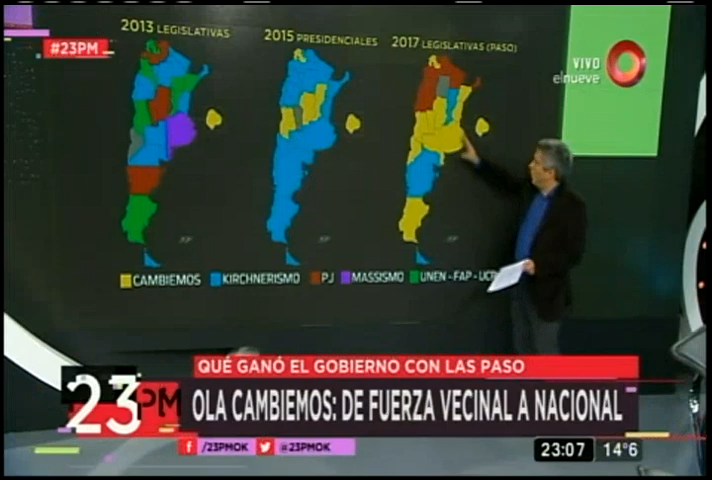 #23PM
2013 LEGISLATIVAS
2015 PRESIDENCIALES
2017 LEGISLATIVAS (PASO)
VIVO
elnueve
CAMBIEMOS
KIRCHNERISMO
PJ
MASSISMO
UNEN - FAP - UCR
QUÉ GANÓ EL GOBIERNO CON LAS PASO
23PM
OLA CAMBIEMOS: DE FUERZA VECINAL A NACIONAL
/23PMOK
@23PMOK
23:07
14°6